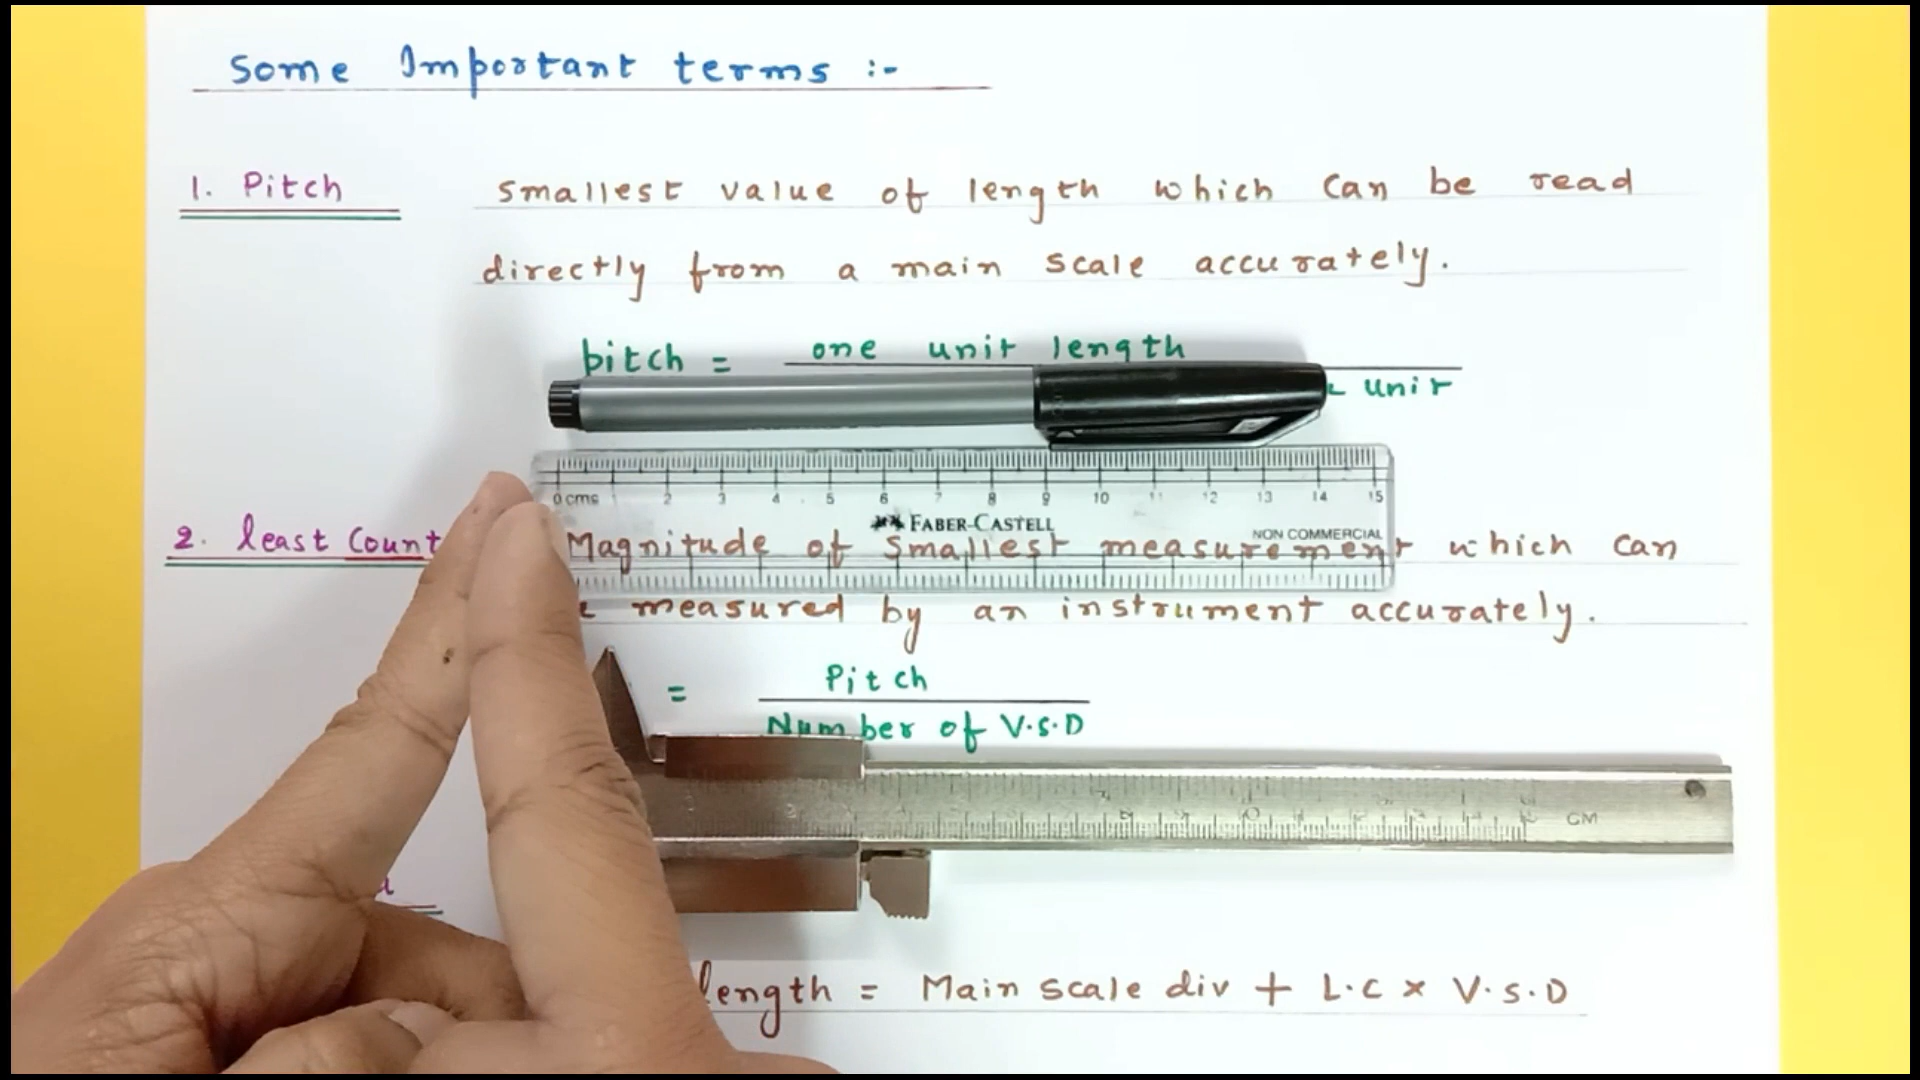 Some Important terms :-
1. Pitch smallest value of length which can be read
directly from a main scale accurately.
pitch = one unit length
unit
0 cms 1 2 3 4 5 6 7 8 9 10 11 12 13 14 15
FABER-CASTELL
NON COMMERCIAL
2. least Count Magnitude of smallest measurement which can
measured by an instrument accurately.
= Pitch
Number of V.S.D
CM
length = Main scale div + L.C x V.S.D